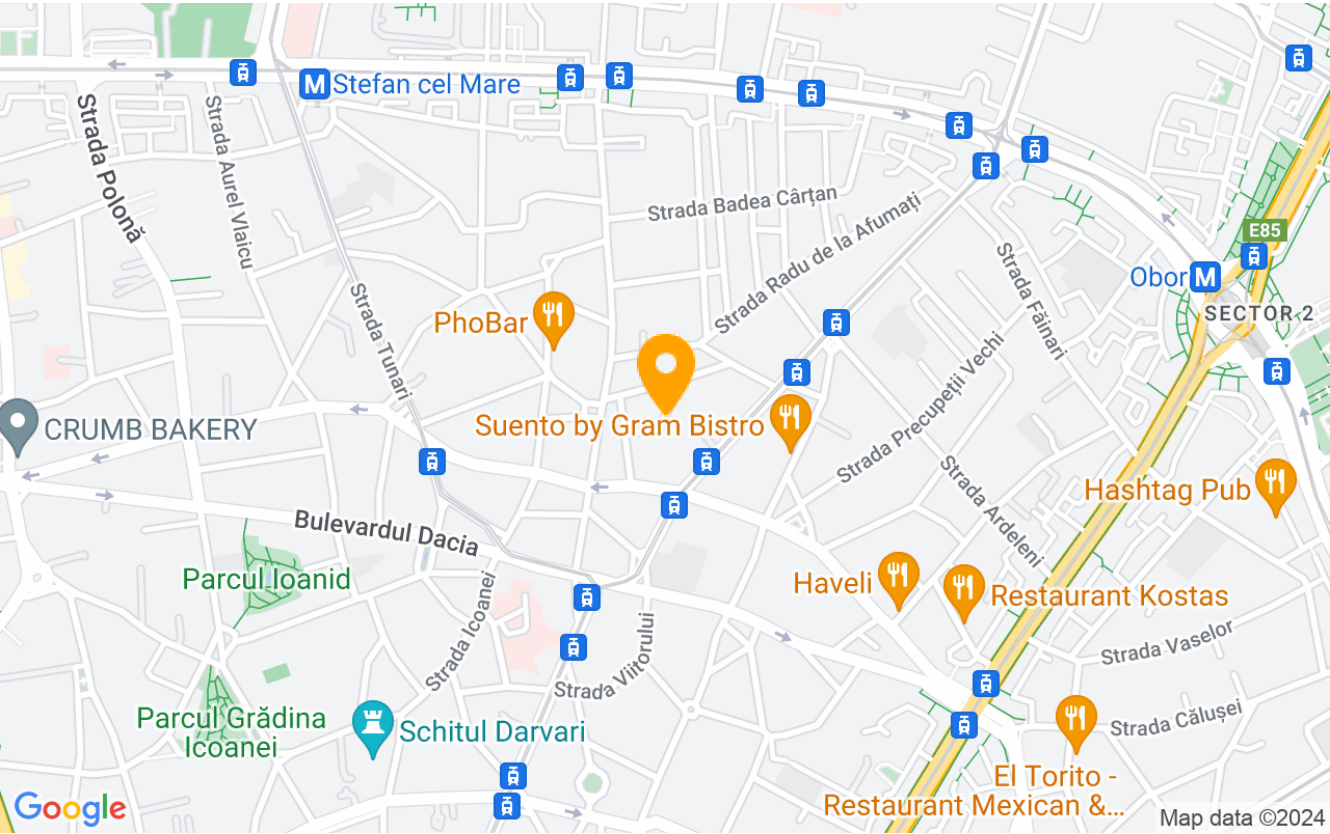 M Stefan cel Mare
Strada Polonă
Strada Aurel Vlaicu
Strada Badea Cârțan
Strada Radu de la Afumați
E85
Strada Făinari
Obor M
SECTOR 2
Strada Tunari
PhoBar
Strada Precupeții Vechi
CRUMB BAKERY
Suento by Gram Bistro
Strada Ardeleni
Hashtag Pub
Bulevardul Dacia
Parcul Ioanid
Haveli
Restaurant Kostas
Strada Icoanei
Strada Viitorului
Strada Vaselor
Parcul Grădina
Icoanei
Schitul Darvari
Strada Călușei
El Torito -
Restaurant Mexican &...
Google
Map data ©2024